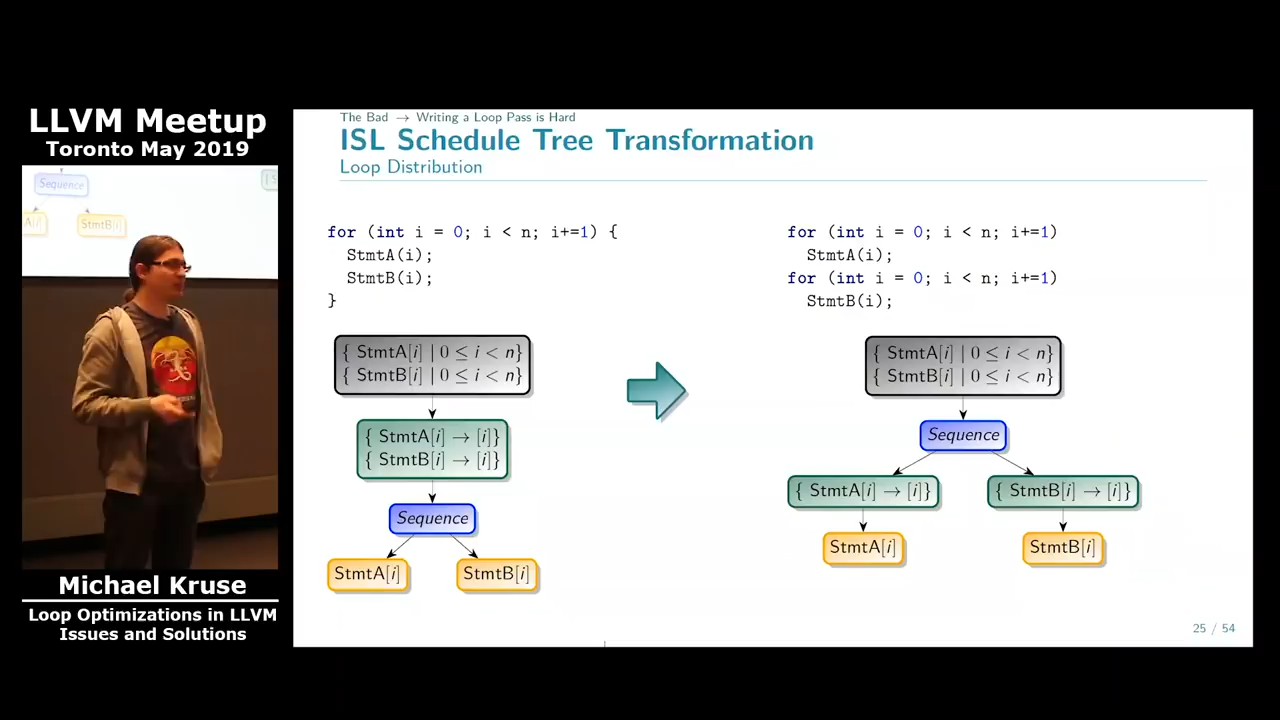 LLVM Meetup
Toronto May 2019
Sequence
StmtB[i]
Michael Kruse
Loop Optimizations in LLVM
Issues and Solutions
The Bad → Writing a Loop Pass is Hard
ISL Schedule Tree Transformation
Loop Distribution
for (int i = 0; i < n; i+=1) {
StmtA(i);
StmtB(i);
}
{ StmtA[i] | 0 ≤ i < n}
{ StmtB[i] | 0 ≤ i < n}
{ StmtA[i] → [i]}
{ StmtB[i] → [i]}
Sequence
StmtA[i]
StmtB[i]
for (int i = 0; i < n; i+=1)
StmtA(i);
for (int i = 0; i < n; i+=1)
StmtB(i);
{ StmtA[i] | 0 ≤ i < n}
{ StmtB[i] | 0 ≤ i < n}
Sequence
{ StmtA[i] → [i]}
{ StmtB[i] → [i]}
StmtA[i]
StmtB[i]
25 / 54